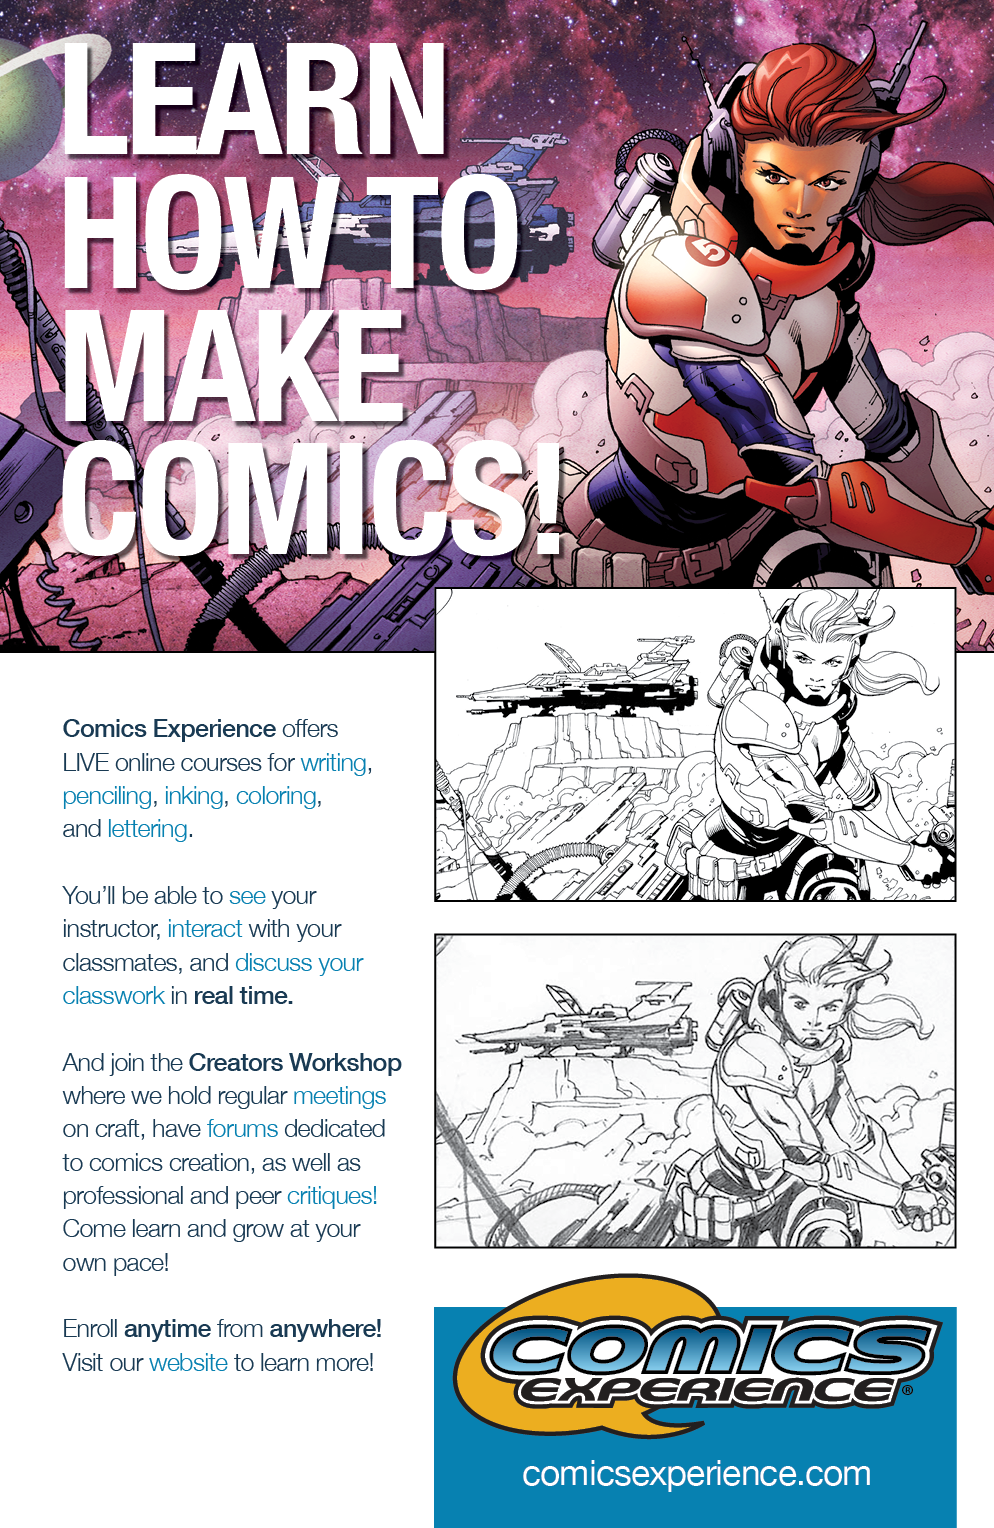 LEARN
HOW TO
MAKE
COMICS!
5
Comics Experience offers
LIVE online courses for writing,
penciling, inking, coloring,
and lettering.
You'll be able to see your
instructor, interact with your
classmates, and discuss your
classwork in real time.
And join the Creators Workshop
where we hold regular meetings
on craft, have forums dedicated
to comics creation, as well as
professional and peer critiques!
Come learn and grow at your
own pace!
Enroll anytime from anywhere!
Visit our website to learn more!
COMICS
EXPERIENCE®
comicsexperience.com